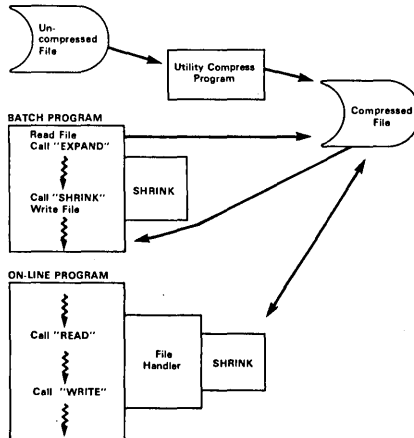 Un-
compressed
File
Utility Compress
Program
Compressed
File
BATCH PROGRAM
Read File
Call "EXPAND"
Call "SHRINK"
Write File
SHRINK
ON-LINE PROGRAM
Call "READ"
Call "WRITE"
File
Handler
SHRINK